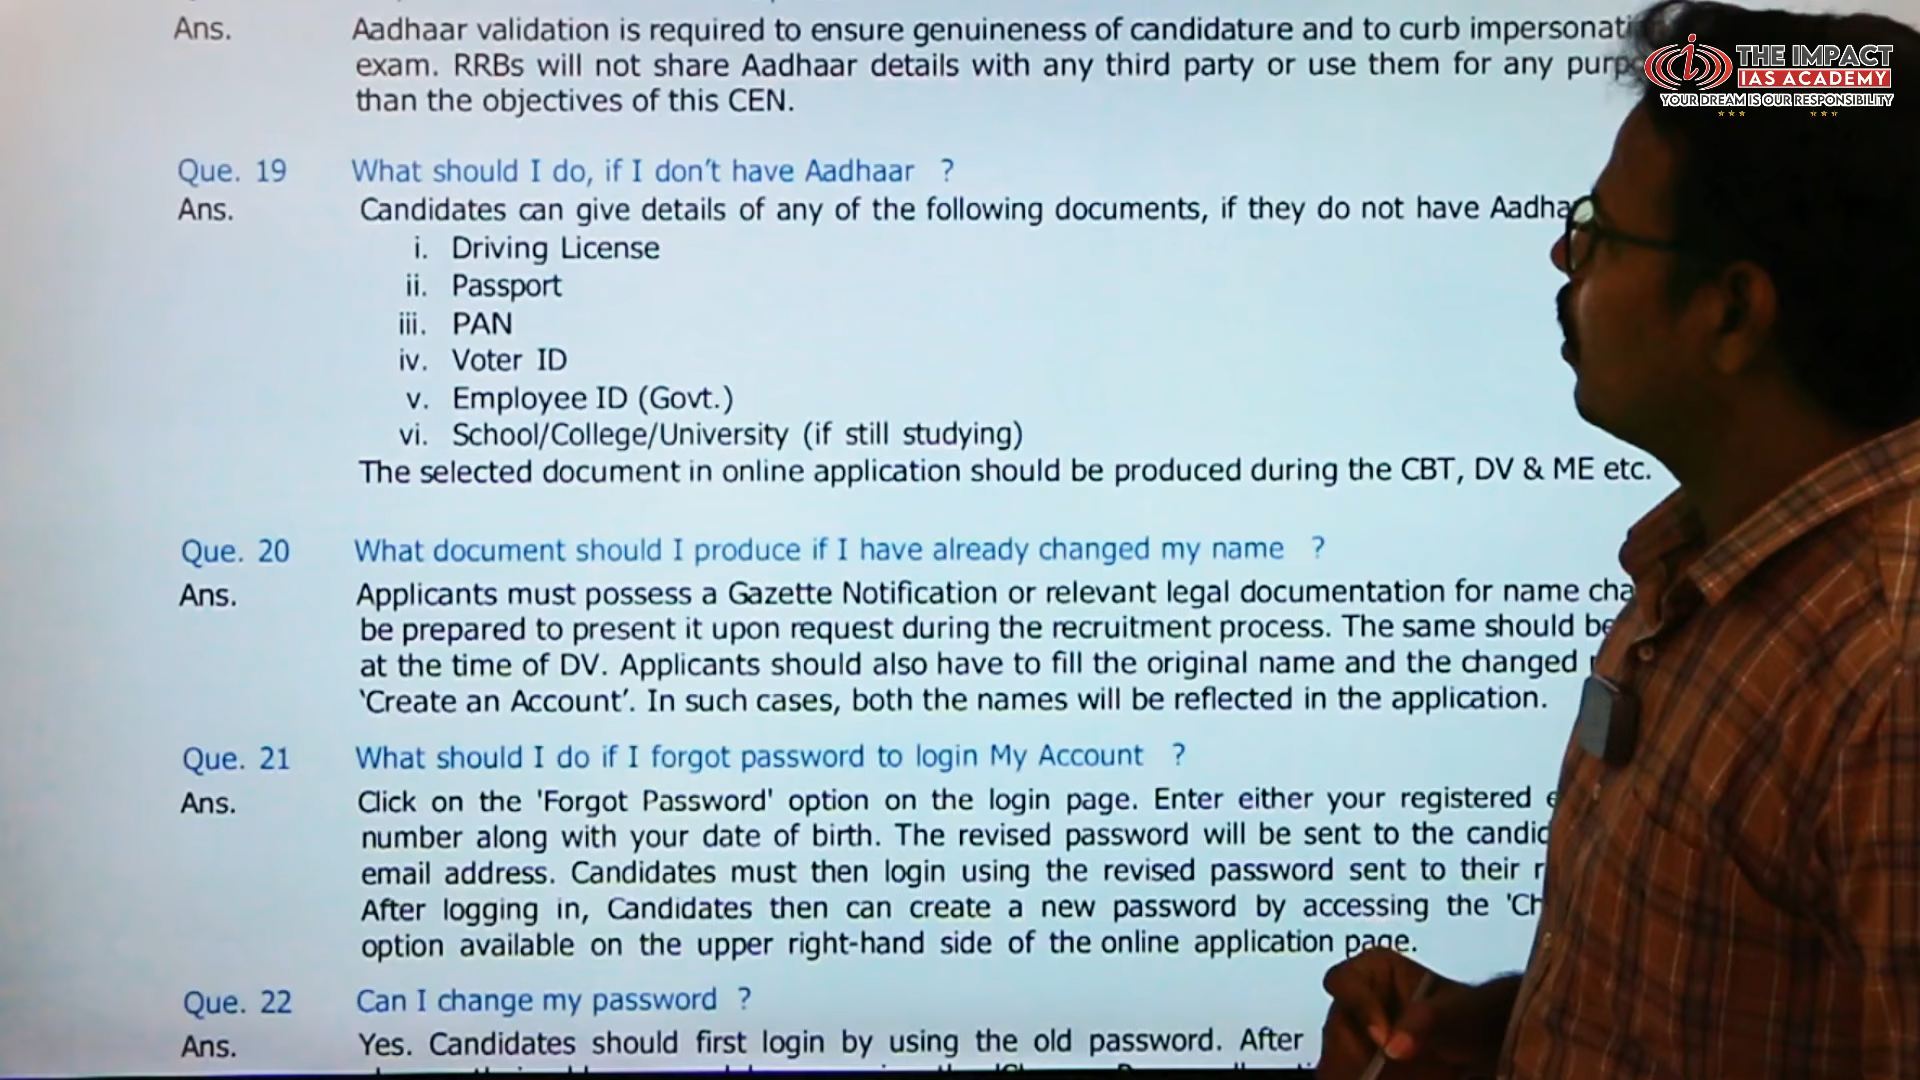 Ans. Aadhaar validation is required to ensure genuineness of candidature and to curb
exam. RRBs will not share Aadhaar details with any third party or use them for any
than the objectives of this CEN.
Que. 19 What should I do, if I don't have Aadhaar ?
Ans. Candidates can give details of any of the following documents, if they do not have
i. Driving License
ii. Passport
iii. PAN
iv. Voter ID
v. Employee ID (Govt.)
vi. School/College/University (if still studying)
The selected document in online application should be produced during the CBT, DV & ME etc.
Que. 20 What document should I produce if I have already changed my name ?
Ans. Applicants must possess a Gazette Notification or relevant legal documentation for name
be prepared to present it upon request during the recruitment process. The same should be
at the time of DV. Applicants should also have to fill the original name and the changed
'Create an Account'. In such cases, both the names will be reflected in the application.
Que. 21 What should I do if I forgot password to login My Account ?
Ans. Click on the 'Forgot Password' option on the login page. Enter either your registered
number along with your date of birth. The revised password will be sent to the
email address. Candidates must then login using the revised password sent to their
After logging in, Candidates then can create a new password by accessing the
option available on the upper right-hand side of the online application page.
Que. 22 Can I change my password ?
Ans. Yes. Candidates should first login by using the old password. After
THE IMPACT
IAS ACADEMY
YOUR DREAM IS OUR RESPONSIBILITY